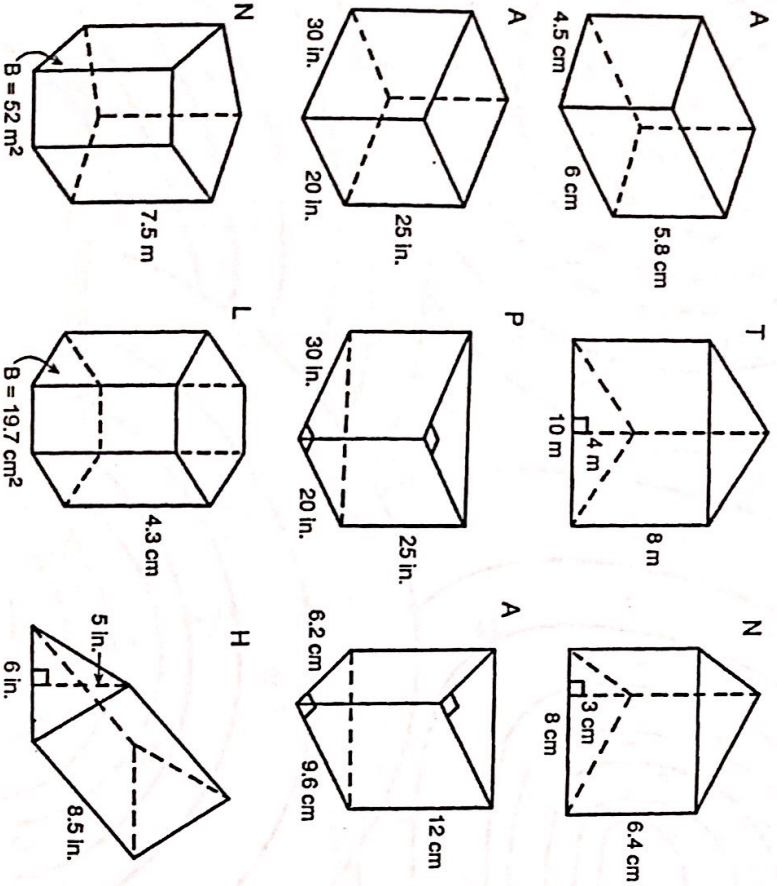 A
5.8 cm
4.5 cm
6 cm
T
8 m
4 m
10 m
N
6.4 cm
3 cm
8 cm
A
25 in.
30 in.
20 in.
P
25 in.
30 in.
20 in.
A
12 cm
6.2 cm
9.6 cm
N
7.5 m
B = 52 m²
L
4.3 cm
B = 19.7 cm²
H
5 in.
8.5 in.
6 in.